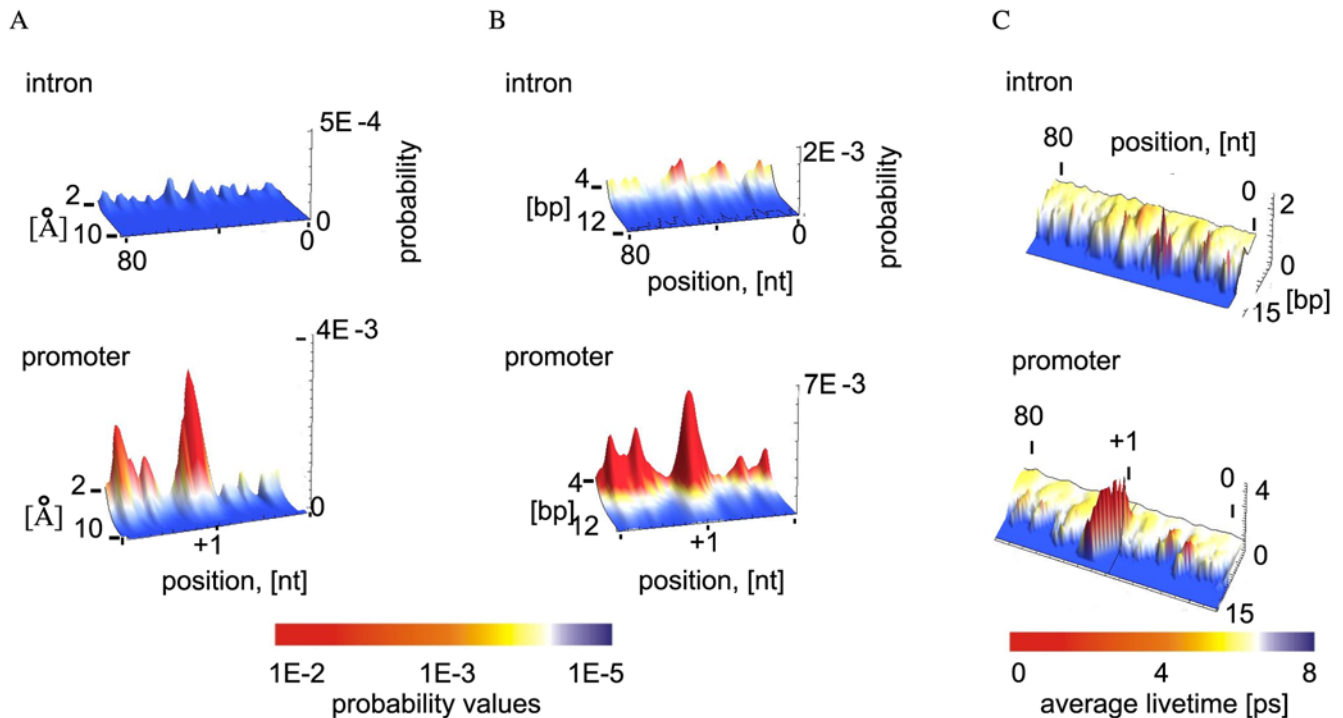 A
intron
5E -4
probability
2
[Å]
10
80
0
0
promoter
4E -3
2
[Å]
10
+1
0
position, [nt]
B
intron
2E -3
probability
4
[bp]
12
80
0
0
position, [nt]
promoter
7E -3
4
[bp]
12
+1
position, [nt]
1E-2 1E-3 1E-5
probability values
C
intron
80
position, [nt]
0
2
0
[bp]
15
promoter
80
+1
0
4
0
15
0 4 8
average livetime [ps]